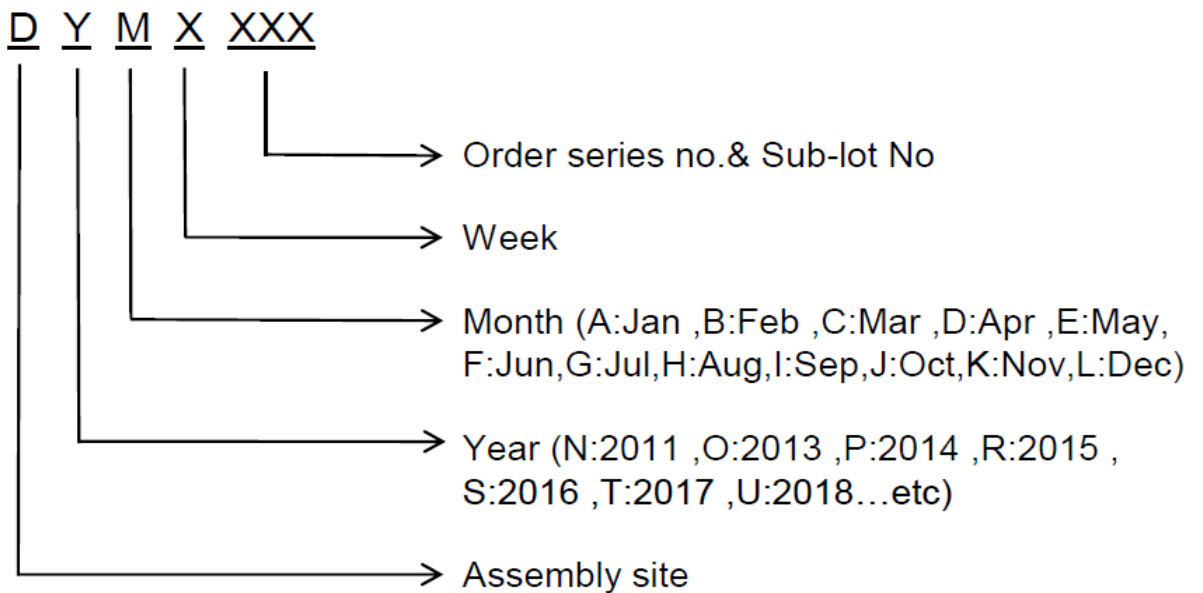 D Y M X XXX
Order series no.& Sub-lot No
Week
Month (A:Jan ,B:Feb ,C:Mar ,D:Apr ,E:May,
F:Jun,G:Jul,H:Aug,I:Sep,J:Oct,K:Nov,L:Dec)
Year (N:2011 ,O:2013 ,P:2014 ,R:2015 ,
S:2016 ,T:2017 ,U:2018...etc)
Assembly site